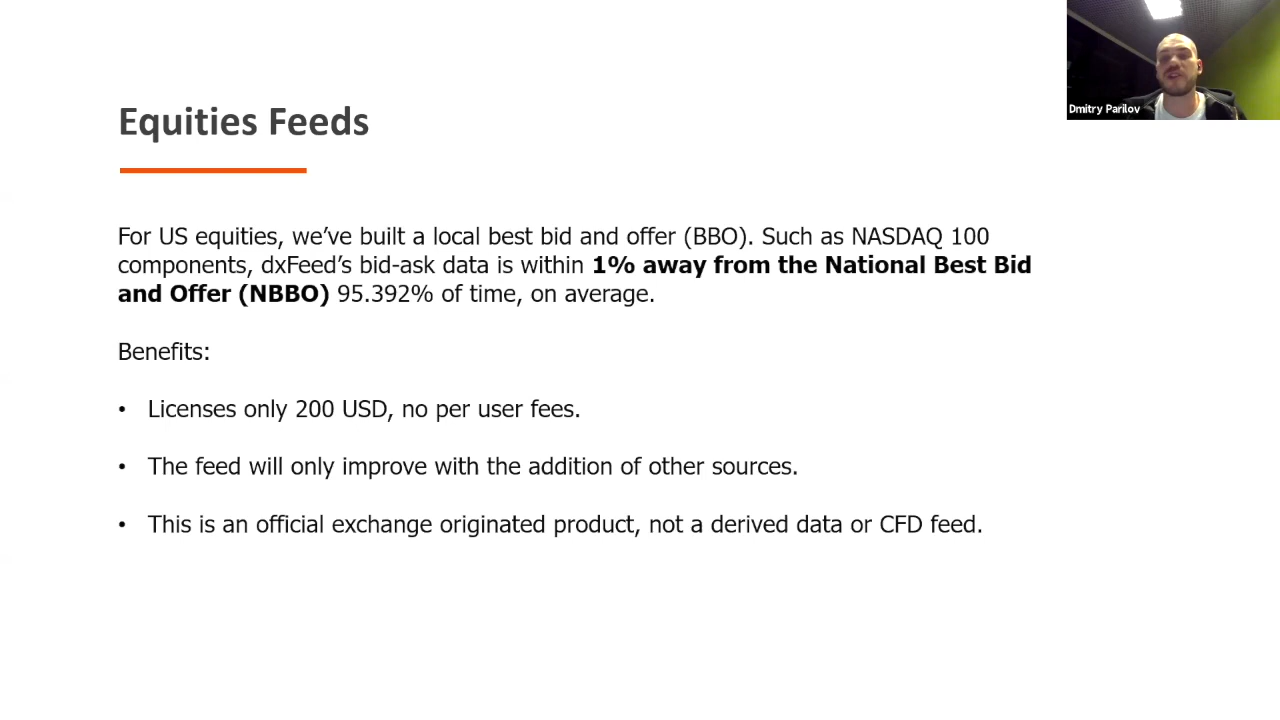 Equities Feeds
Dmitry Parilov
For US equities, we've built a local best bid and offer (BBO). Such as NASDAQ 100
components, dxFeed's bid-ask data is within 1% away from the National Best Bid
and Offer (NBBO) 95.392% of time, on average.
Benefits:
• Licenses only 200 USD, no per user fees.
• The feed will only improve with the addition of other sources.
• This is an official exchange originated product, not a derived data or CFD feed.